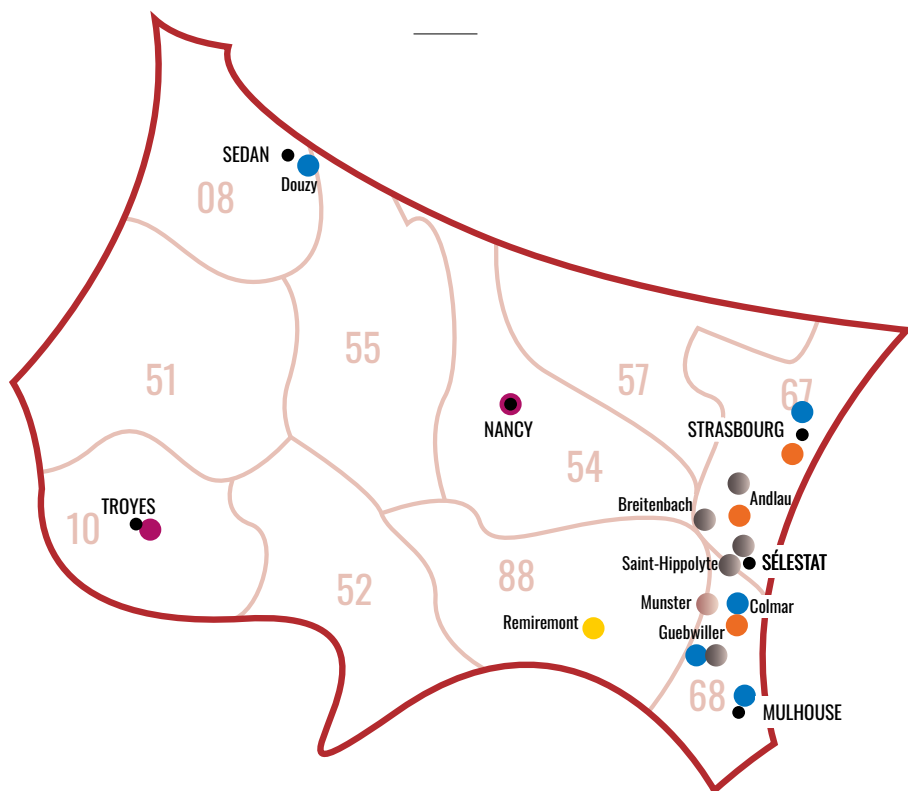 SEDAN
Douzy
08
55
51
57
67
NANCY
STRASBOURG
54
Breitenbach
Andlau
TROYES
10
Saint-Hippolyte
SÉLESTAT
52
88
Munster
Colmar
Remiremont
Guebwiller
68
MULHOUSE